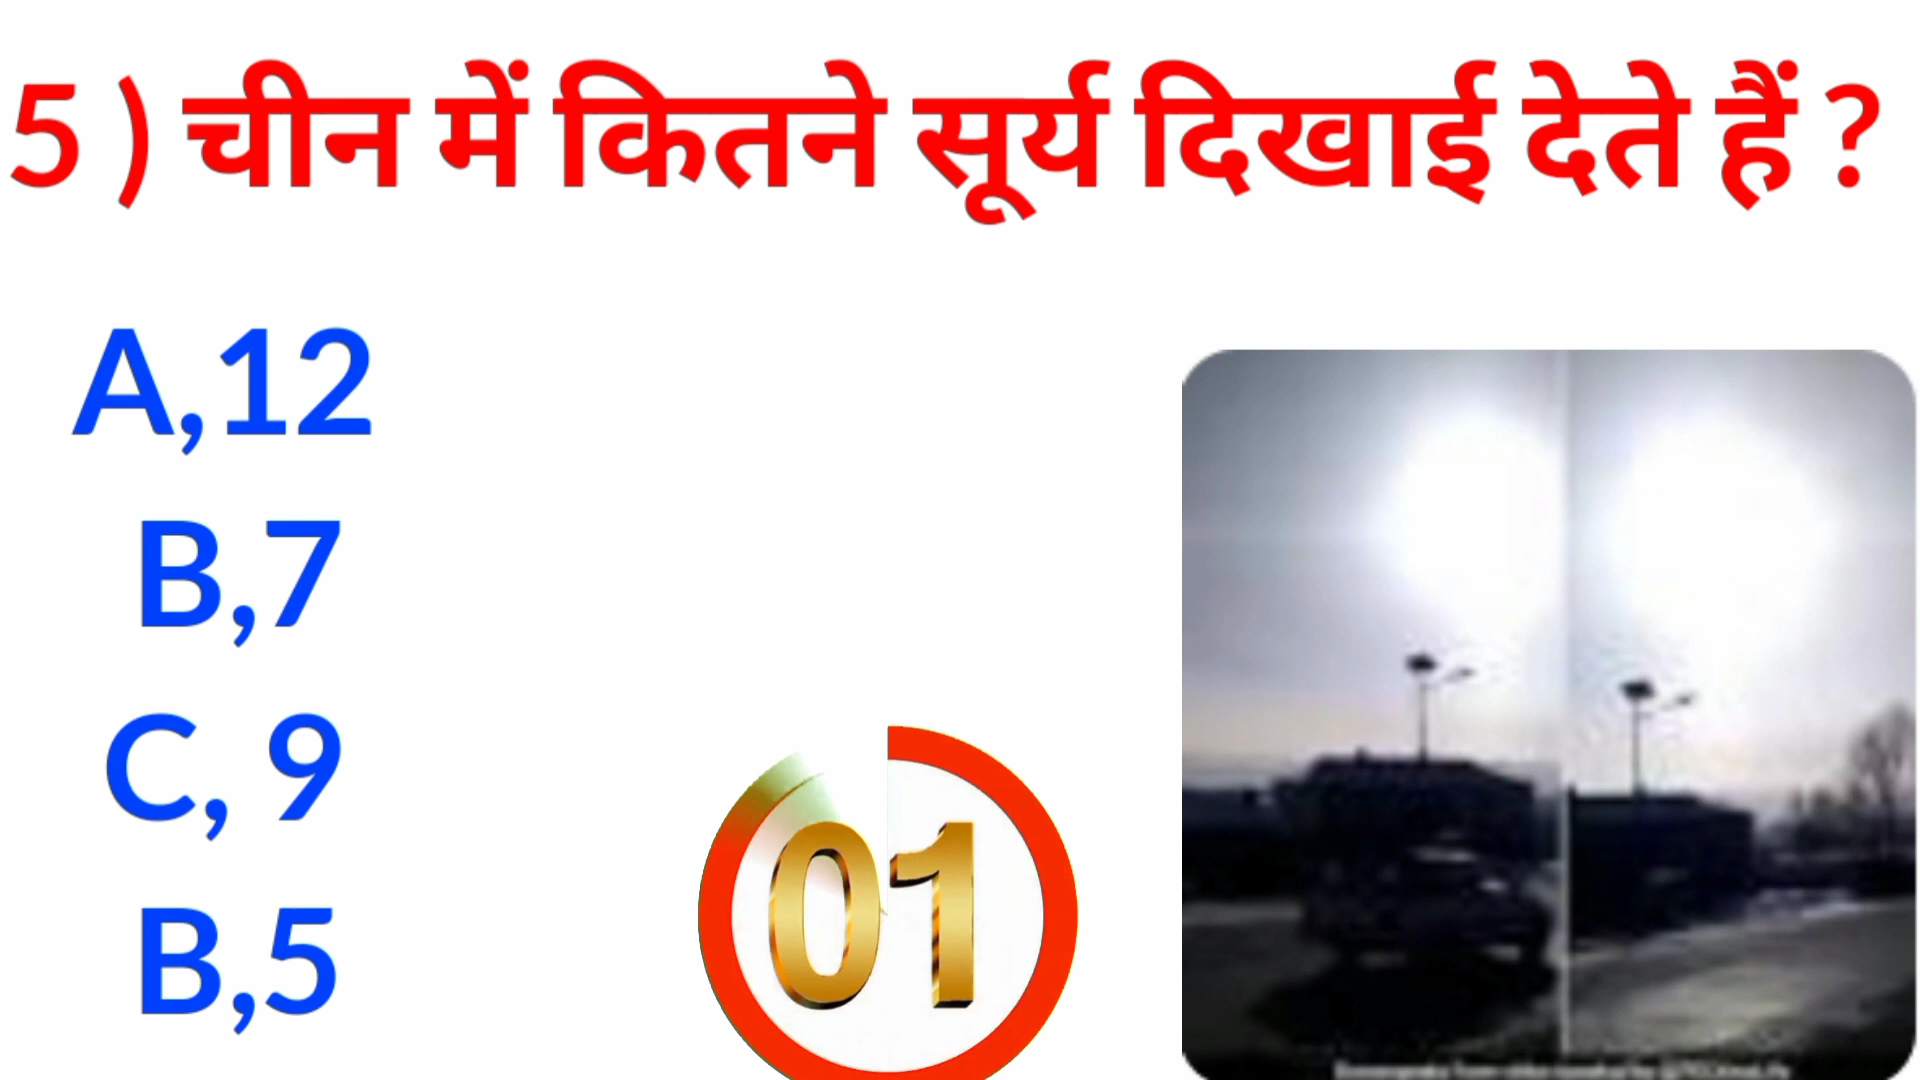 5 ) चीन में कितने सूर्य दिखाई देते हैं ?
A,12
B,7
C, 9
B,5
01